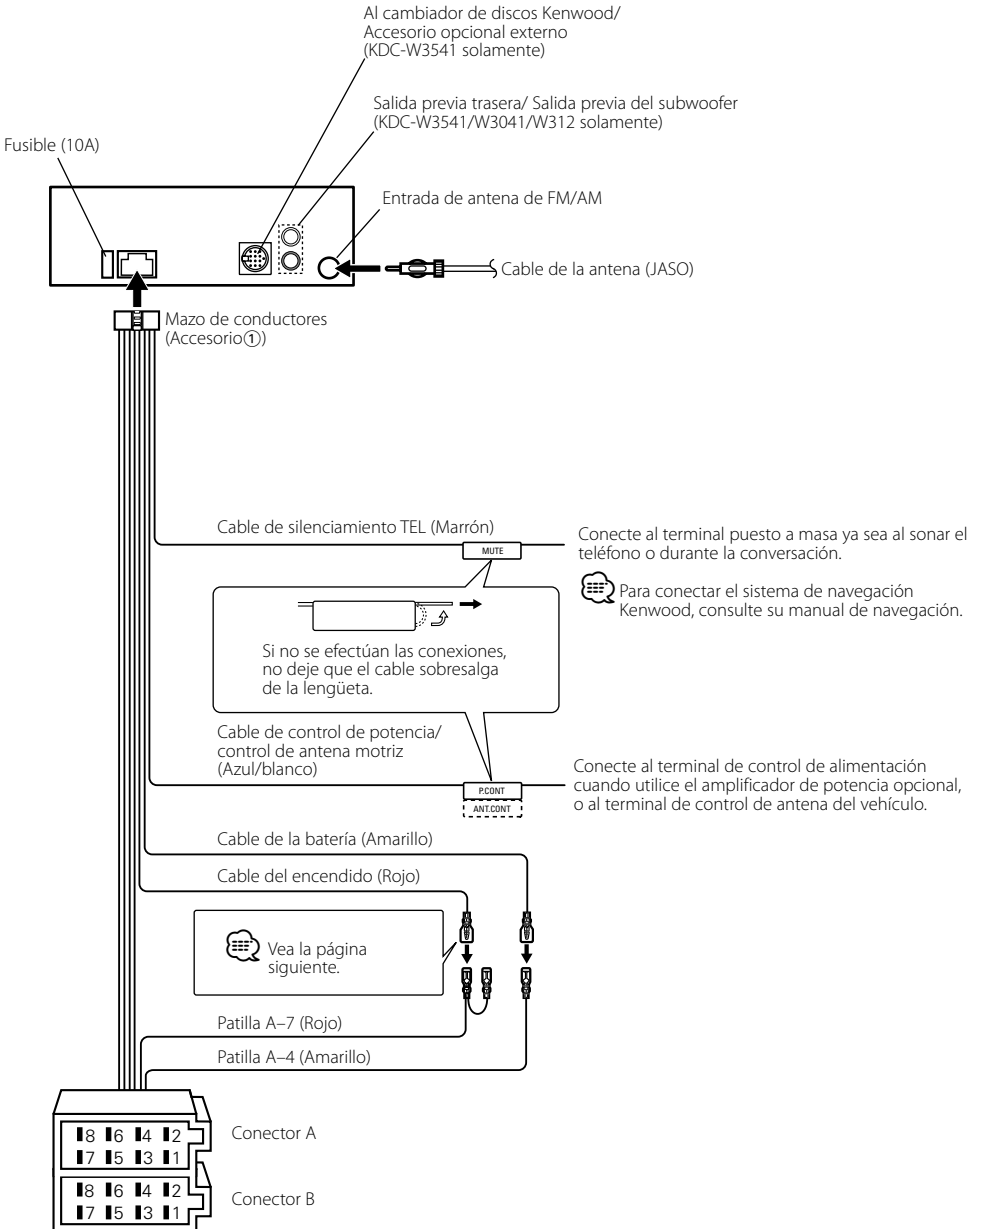 Al cambiador de discos Kenwood/
Accesorio opcional externo
(KDC-W3541 solamente)
Salida previa trasera/ Salida previa del subwoofer
(KDC-W3541/W3041/W312 solamente)
Fusible (10A)
Entrada de antena de FM/AM
Cable de la antena (JASO)
Mazo de conductores
(Accesorio①)
Cable de silenciamiento TEL (Marrón)
MUTE
Conecte al terminal puesto a masa ya sea al sonar el
teléfono o durante la conversación.
Para conectar el sistema de navegación
Kenwood, consulte su manual de navegación.
Si no se efectúan las conexiones,
no deje que el cable sobresalga
de la lengüeta.
Cable de control de potencia/
control de antena motriz
(Azul/blanco)
P.CONT
ANT.CONT
Conecte al terminal de control de alimentación
cuando utilice el amplificador de potencia opcional,
o al terminal de control de antena del vehículo.
Cable de la batería (Amarillo)
Cable del encendido (Rojo)
Vea la página
siguiente.
Patilla A–7 (Rojo)
Patilla A–4 (Amarillo)
8 6 4 2
7 5 3 1
Conector A
8 6 4 2
7 5 3 1
Conector B